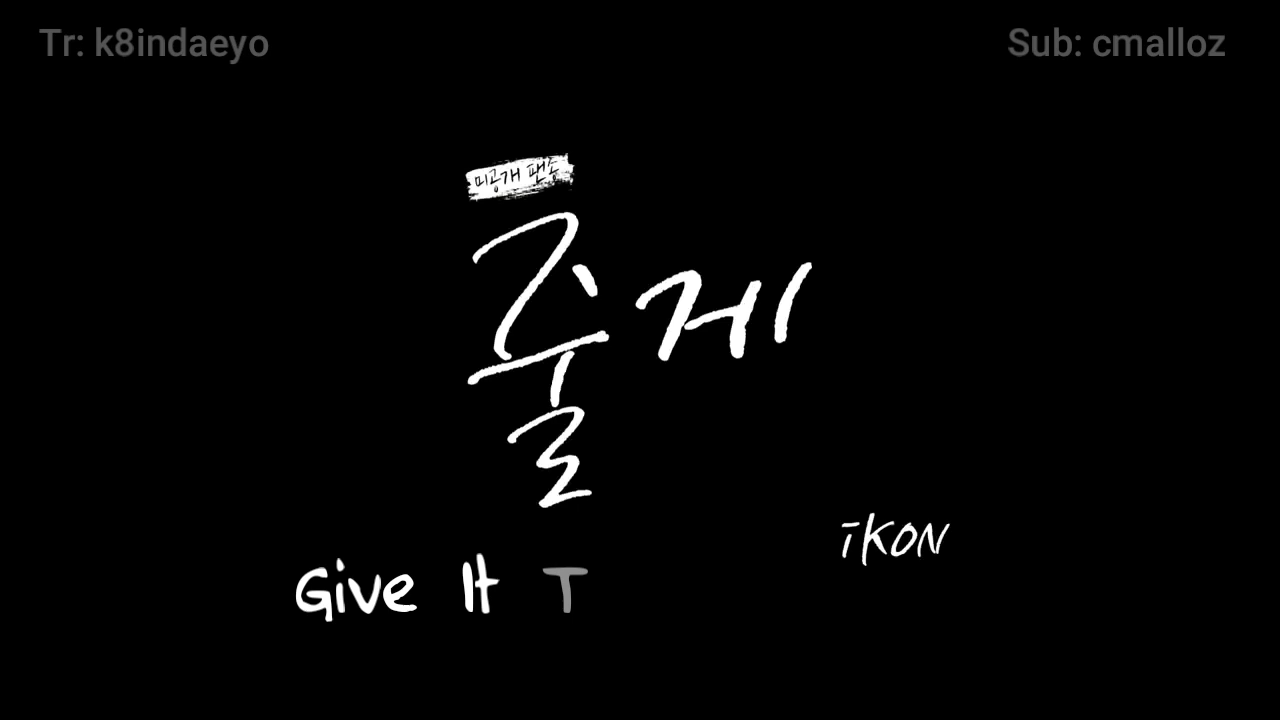 Tr: k8indaeyo
Sub: cmalloz
미공개 팬송
줄게
iKON
Give It T